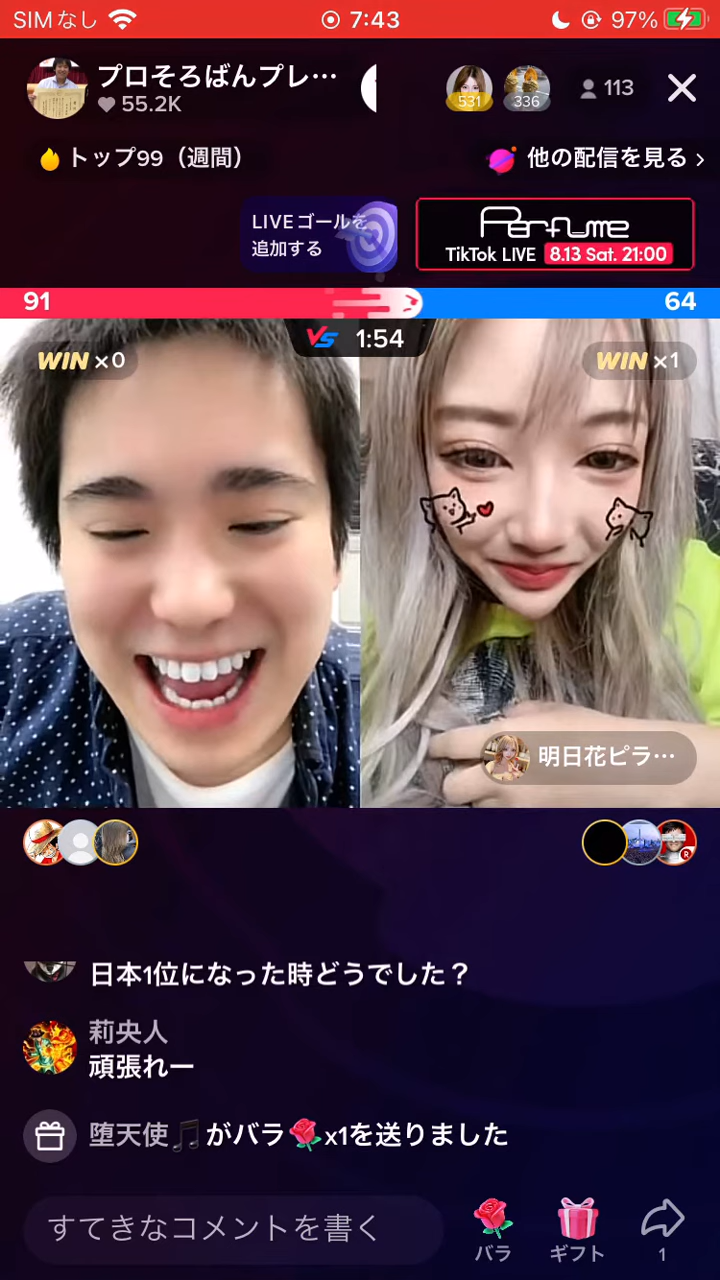 SIMなし
7:43
97%
プロそろばんプレ…
55.2K
531
336
113
トップ99（週間）
他の配信を見る
LIVEゴールを
追加する
Perfume
TikTok LIVE 8.13 Sat. 21:00
91
64
VS 1:54
WIN x0
WIN x1
明日花ピラ…
日本1位になった時どうでした？
莉央人
頑張れー
堕天使🎵がバラ🌹x1を送りました
すてきなコメントを書く
バラ
ギフト
1